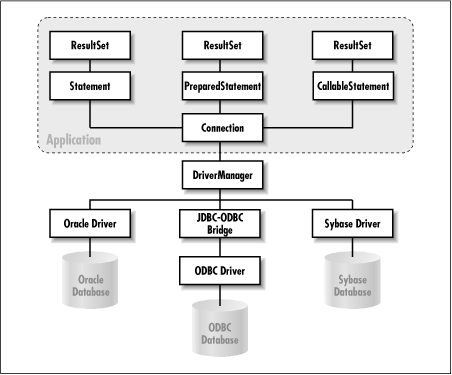 ResultSet
ResultSet
ResultSet
Statement
PreparedStatement
CallableStatement
Connection
Application
DriverManager
Oracle Driver
JDBC-ODBC
Bridge
Sybase Driver
ODBC Driver
Oracle
Database
Sybase
Database
ODBC
Database